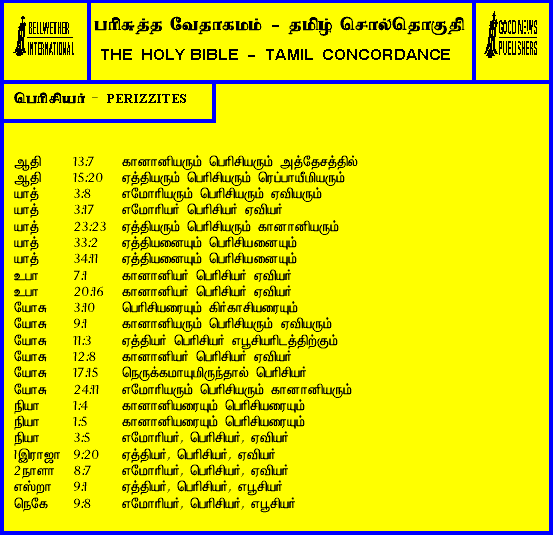 BELLWETHER
INTERNATIONAL
பரிசுத்த வேதாகமம் - தமிழ் சொல்தொகுதி
THE HOLY BIBLE - TAMIL CONCORDANCE
GOOD NEWS
PUBLISHERS
பெரிசியர் - PERIZZITES
ஆதி 13:7 கானானியரும் பெரிசியரும் அத்தேசத்தில்
ஆதி 15:20 ஏத்தியரும் பெரிசியரும் ரெப்பாயீமியரும்
யாத் 3:8 எமோரியரும் பெரிசியரும் ஏவியரும்
யாத் 3:17 எமோரியர் பெரிசியர் ஏவியர்
யாத் 23:23 ஏத்தியரும் பெரிசியரும் கானானியரும்
யாத் 33:2 ஏத்தியனையும் பெரிசியனையும்
யாத் 34:11 ஏத்தியனையும் பெரிசியனையும்
உபா 7:1 கானானியர் பெரிசியர் ஏவியர்
உபா 20:16 கானானியர் பெரிசியர் ஏவியர்
யோசு 3:10 பெரிசியரையும் கிர்காசியரையும்
யோசு 9:1 கானானியரும் பெரிசியரும் ஏவியரும்
யோசு 11:3 ஏத்தியர் பெரிசியர் எபூசியரிடத்திற்கும்
யோசு 12:8 கானானியர் பெரிசியர் ஏவியர்
யோசு 17:15 நெருக்கமாயுமிருந்தால் பெரிசியர்
யோசு 24:11 எமோரியரும் பெரிசியரும் கானானியரும்
நியா 1:4 கானானியரையும் பெரிசியரையும்
நியா 1:5 கானானியரையும் பெரிசியரையும்
நியா 3:5 எமோரியர், பெரிசியர், ஏவியர்
1இராஜா 9:20 ஏத்தியர், பெரிசியர், ஏவியர்
2நாளா 8:7 எமோரியர், பெரிசியர், ஏவியர்
எஸ்றா 9:1 ஏத்தியர், பெரிசியர், எபூசியர்
நெகே 9:8 எமோரியர், பெரிசியர், எபூசியர்